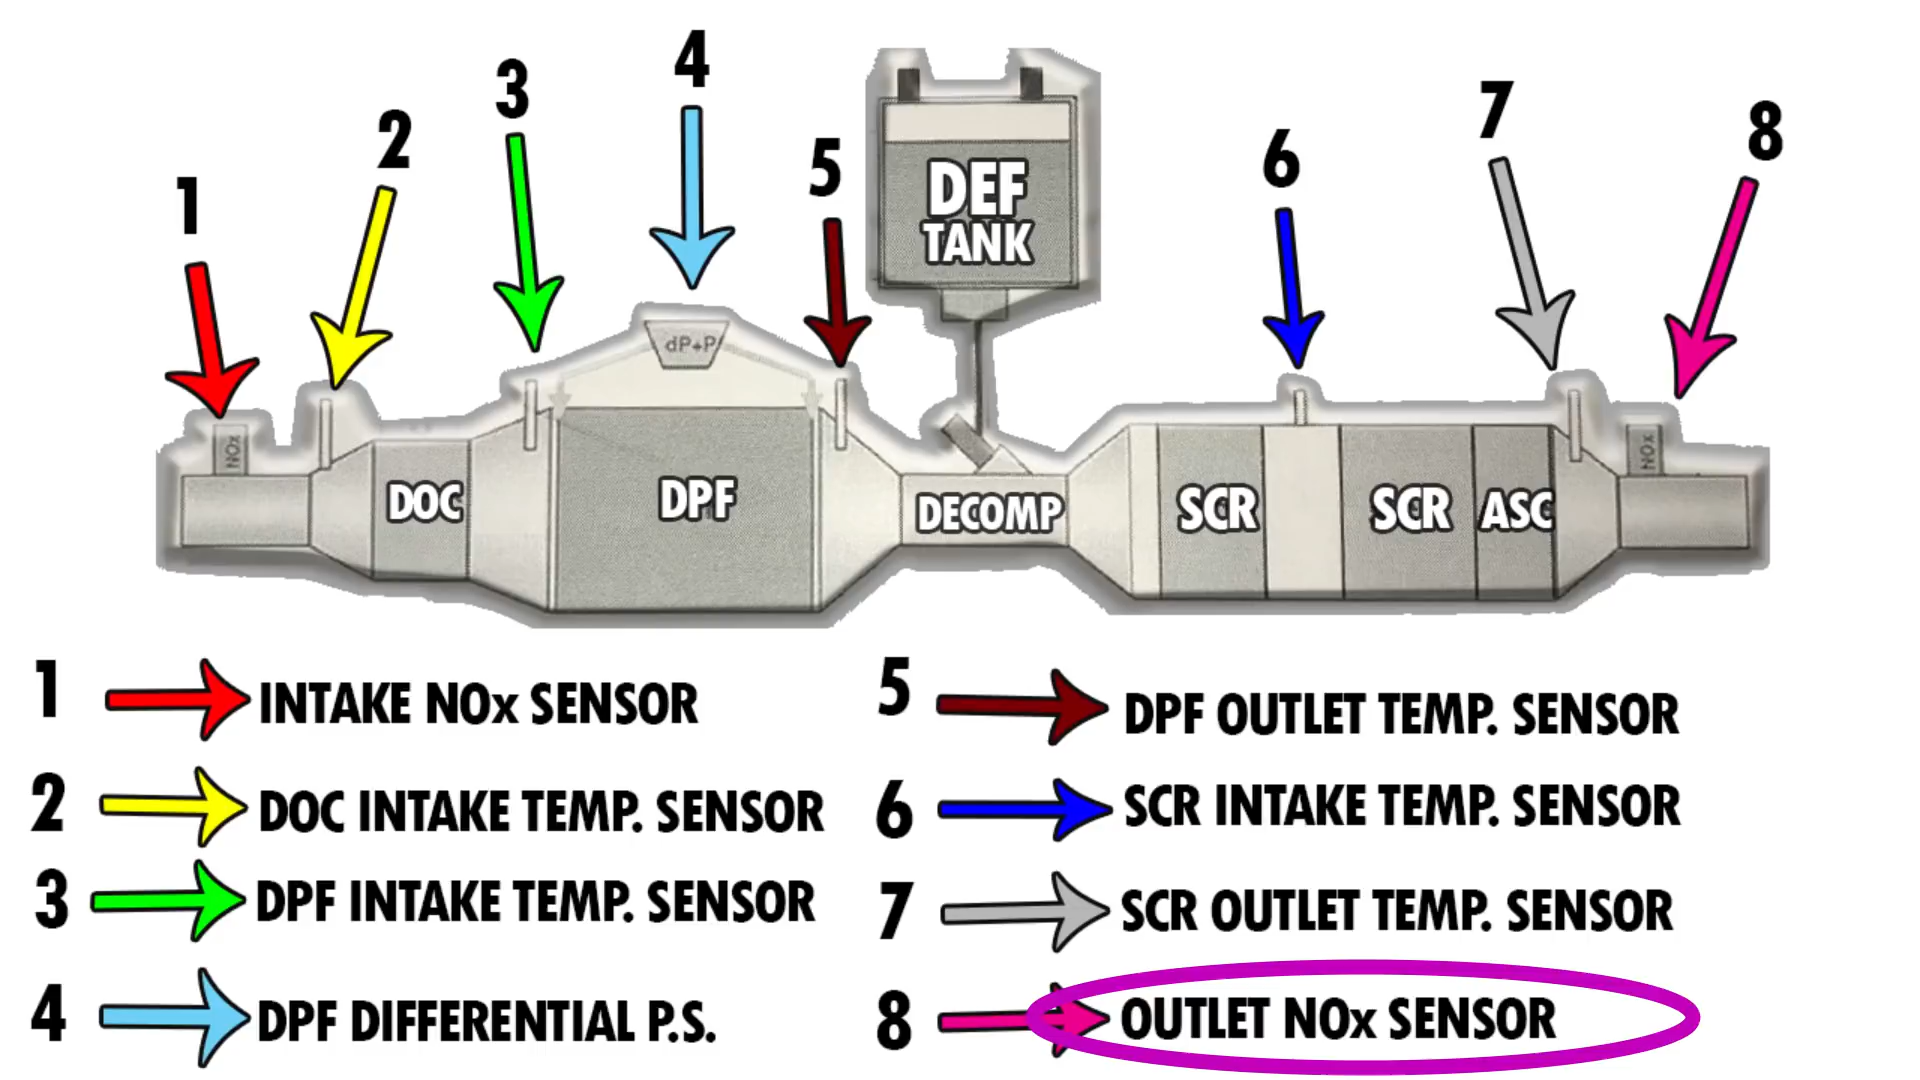 1
2
3
4
5
6
7
8
DEF
TANK
dP+P
NOx
NOx
DOC
DPF
DECOMP
SCR
SCR
ASC
1 INTAKE NOx SENSOR
2 DOC INTAKE TEMP. SENSOR
3 DPF INTAKE TEMP. SENSOR
4 DPF DIFFERENTIAL P.S.
5 DPF OUTLET TEMP. SENSOR
6 SCR INTAKE TEMP. SENSOR
7 SCR OUTLET TEMP. SENSOR
8 OUTLET NOx SENSOR